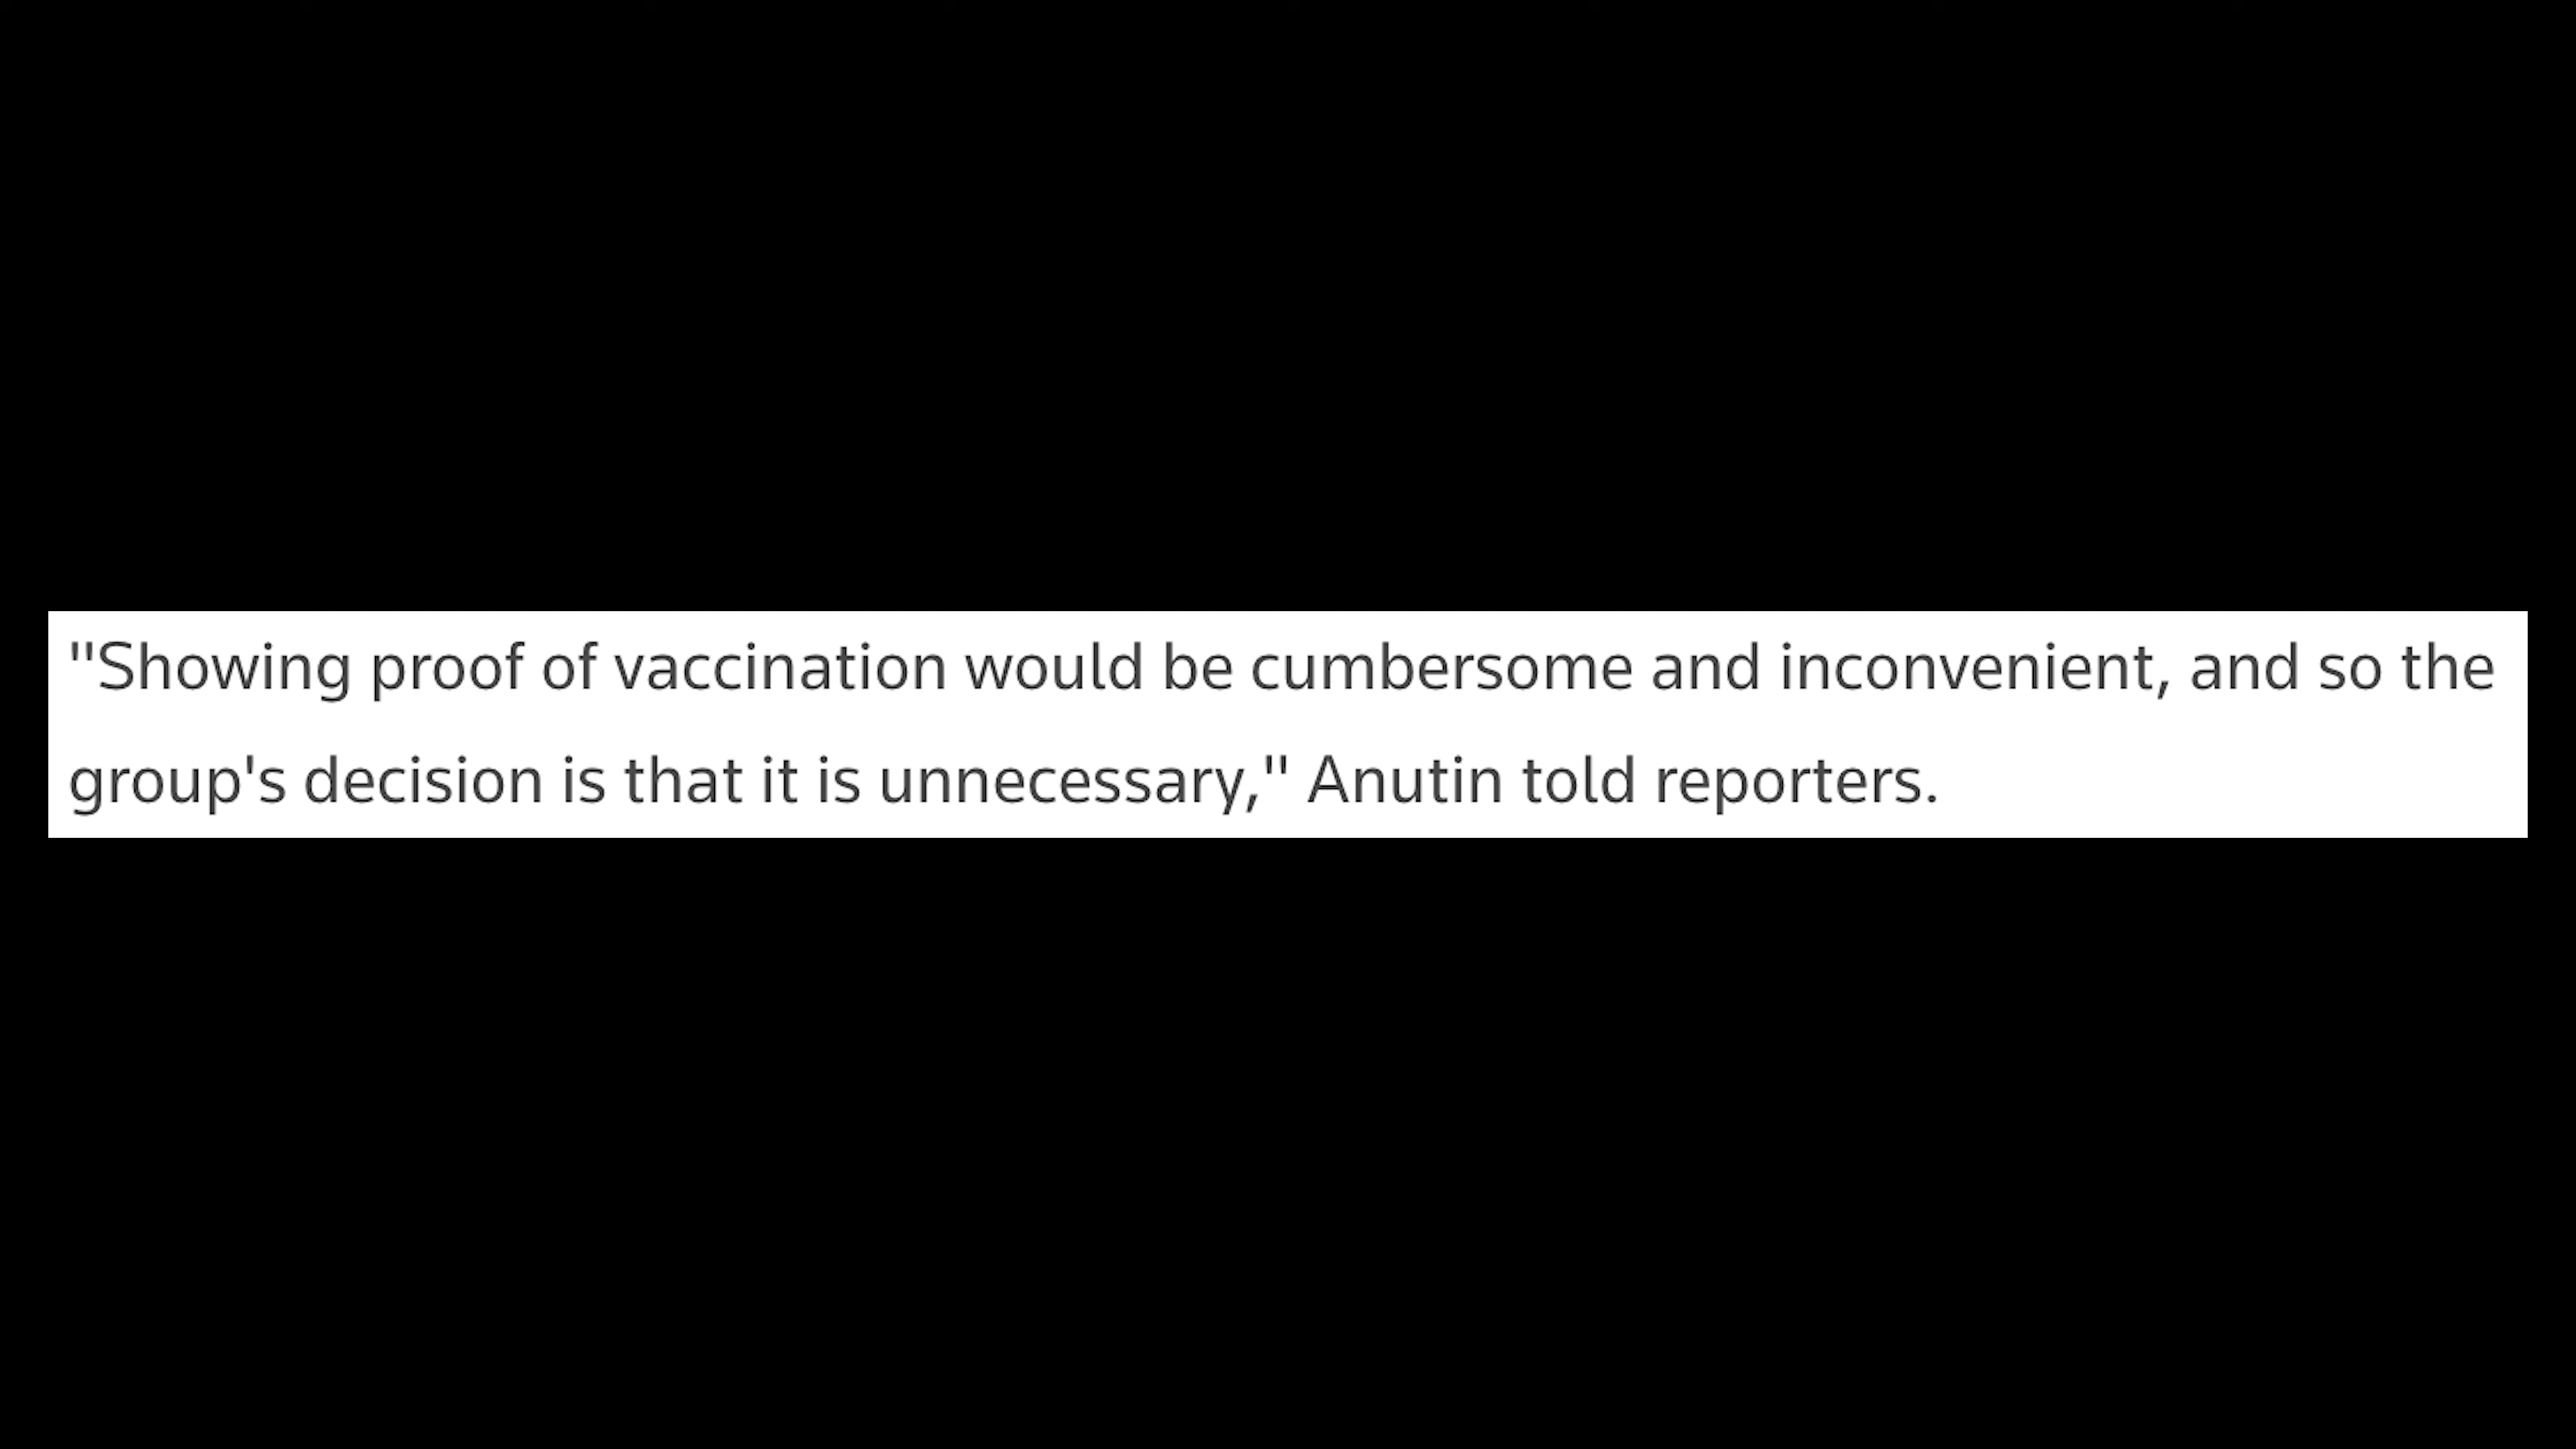 "Showing proof of vaccination would be cumbersome and inconvenient, and so the
group's decision is that it is unnecessary," Anutin told reporters.